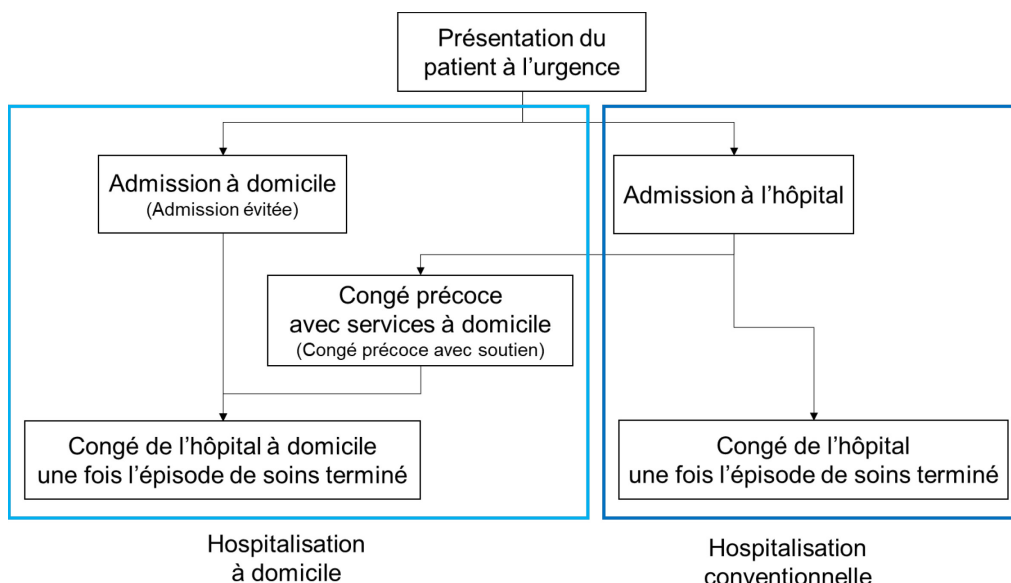 Présentation du
patient à l'urgence
Admission à domicile
(Admission évitée)
Admission à l'hôpital
Congé précoce
avec services à domicile
(Congé précoce avec soutien)
Congé de l'hôpital à domicile
une fois l'épisode de soins terminé
Congé de l'hôpital
une fois l'épisode de soins terminé
Hospitalisation
à domicile
Hospitalisation
conventionnelle